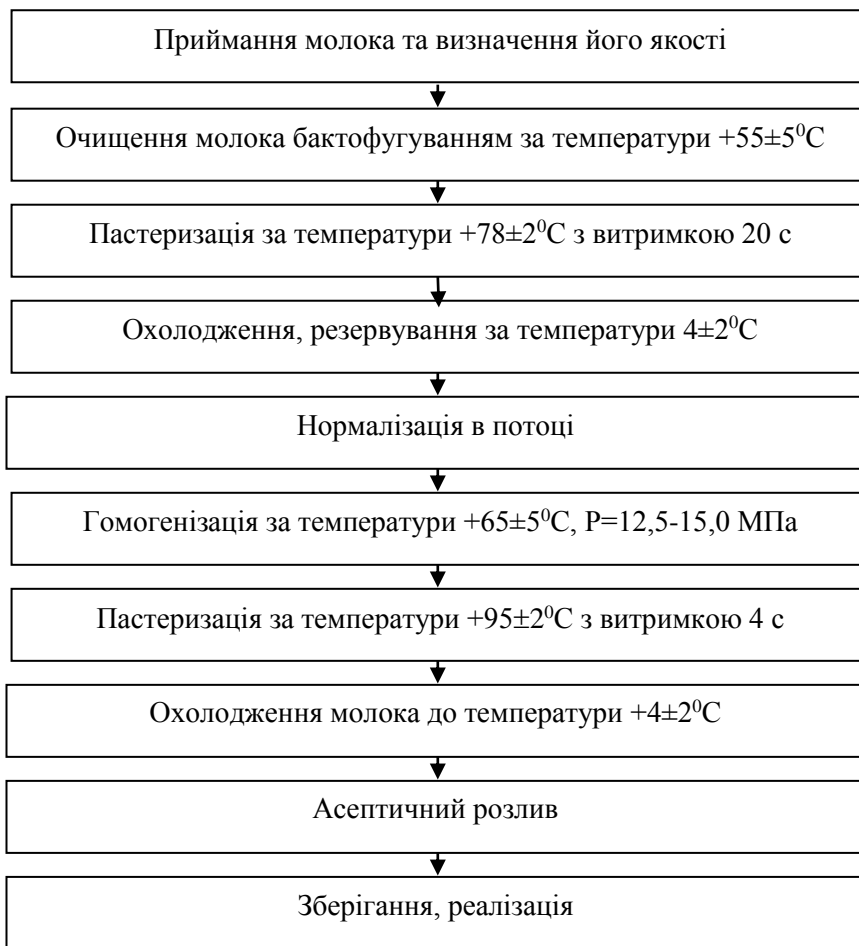 Приймання молока та визначення його якості
Очищення молока бактофугуванням за температури +55±5⁰С
Пастеризація за температури +78±2⁰С з витримкою 20 с
Охолодження, резервування за температури 4±2⁰С
Нормалізація в потоці
Гомогенізація за температури +65±5⁰С, Р=12,5-15,0 МПа
Пастеризація за температури +95±2⁰С з витримкою 4 с
Охолодження молока до температури +4±2⁰С
Асептичний розлив
Зберігання, реалізація